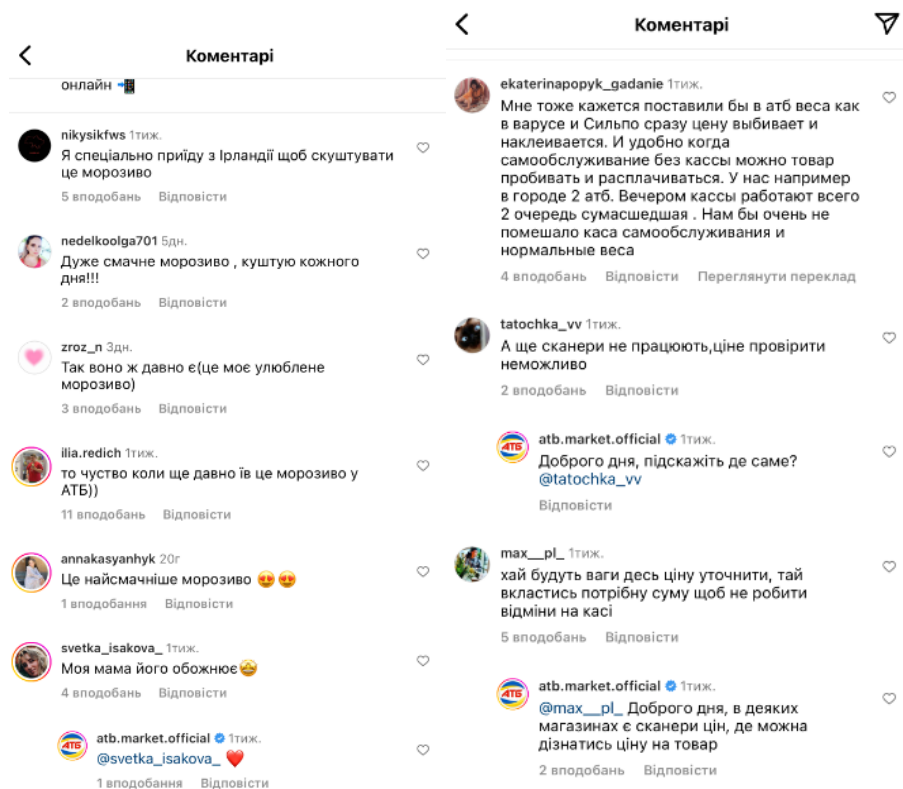 Коментарі
онлайн
nikysikfws 1тиж.
Я спеціально приїду з Ірландії щоб скуштувати
це морозиво
5 вподобань Відповісти
nedelkoolga701 5дн.
Дуже смачне морозиво , куштую кожного
дня!!!
2 вподобань Відповісти
zroz_n 3дн.
Так воно ж давно є(це моє улюблене
морозиво)
3 вподобань Відповісти
ilia.redich 1тиж.
то чуство коли ще давно їв це морозиво у
АТБ))
11 вподобань Відповісти
annakasyanhyk 20г
Це найсмачніше морозиво 😍😍
1 вподобання Відповісти
svetka_isakova_ 1тиж.
Моя мама його обожнює🤩
4 вподобань Відповісти
АТБ
atb.market.official 1тиж.
@svetka_isakova_ ❤️
1 вподобання Відповісти
Коментарі
ekaterinapopyk_gadanie 1тиж.
Мне тоже кажется поставили бы в атб веса как
в варусе и Сильпо сразу цену выбивает и
наклеивается. И удобно когда
самообслуживание без кассы можно товар
пробивать и расплачиваться. У нас например
в городе 2 атб. Вечером кассы работают всего
2 очередь сумасшедшая . Нам бы очень не
помешало каса самообслуживания и
нормальные веса
4 вподобань Відповісти Переглянути переклад
tatochka_vv 1тиж.
А ще сканери не працюють,ціне провірити
неможливо
2 вподобань Відповісти
АТБ
atb.market.official 1тиж.
Доброго дня, підскажіть де саме?
@tatochka_vv
Відповісти
max__pl_ 1тиж.
хай будуть ваги десь ціну уточнити, тай
вкластись потрібну суму щоб не робити
відміни на касі
5 вподобань Відповісти
АТБ
atb.market.official 1тиж.
@max__pl_ Доброго дня, в деяких
магазинах є сканери цін, де можна
дізнатись ціну на товар
2 вподобань Відповісти